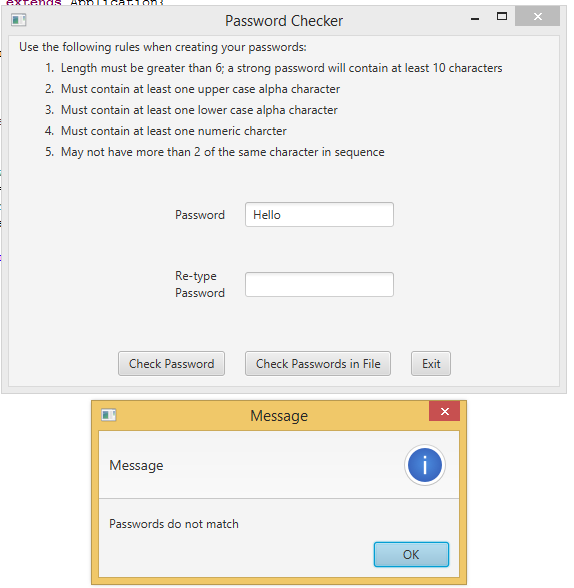 extends Application{
Password Checker
Use the following rules when creating your passwords:
1. Length must be greater than 6; a strong password will contain at least 10 characters
2. Must contain at least one upper case alpha character
3. Must contain at least one lower case alpha character
4. Must contain at least one numeric charcter
5. May not have more than 2 of the same character in sequence
Password Hello
Re-type
Password
Check Password Check Passwords in File Exit
Message
Message
i
Passwords do not match
OK